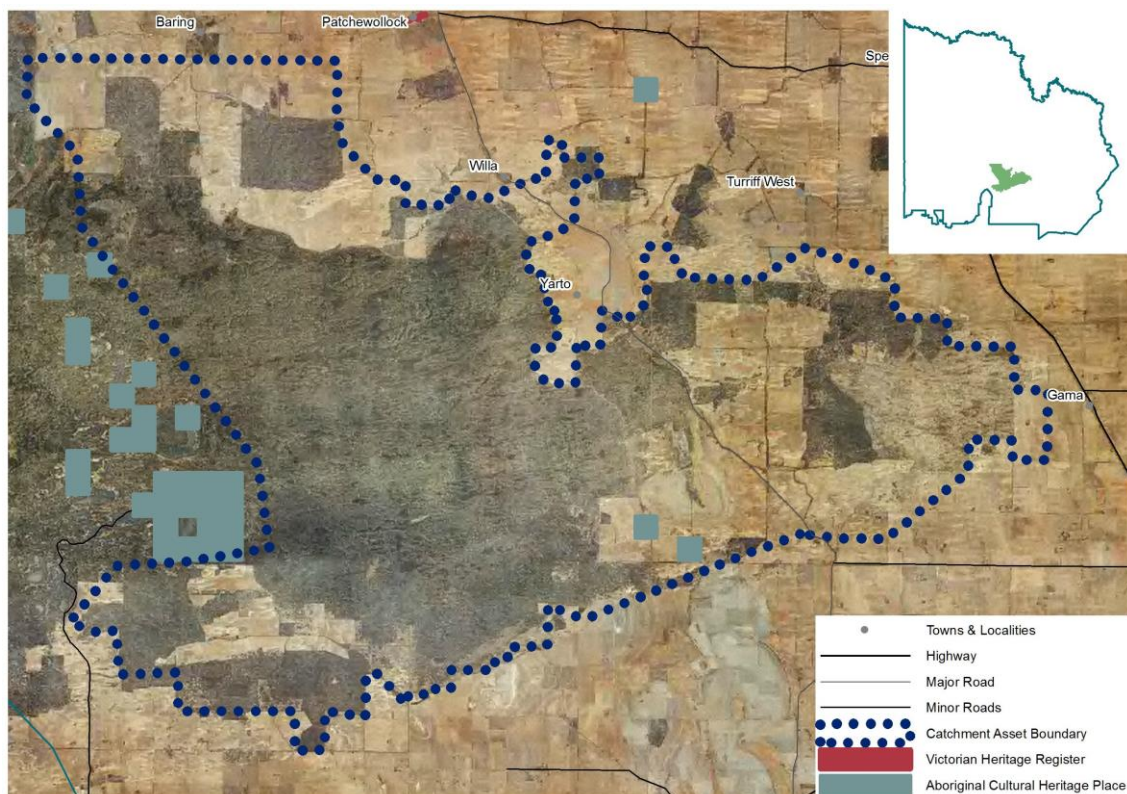 Baring
Patchewollock
Spe
Willa
Turriff West
Yarto
Gama
Towns & Localities
Highway
Major Road
Minor Roads
Catchment Asset Boundary
Victorian Heritage Register
Aboriginal Cultural Heritage Place